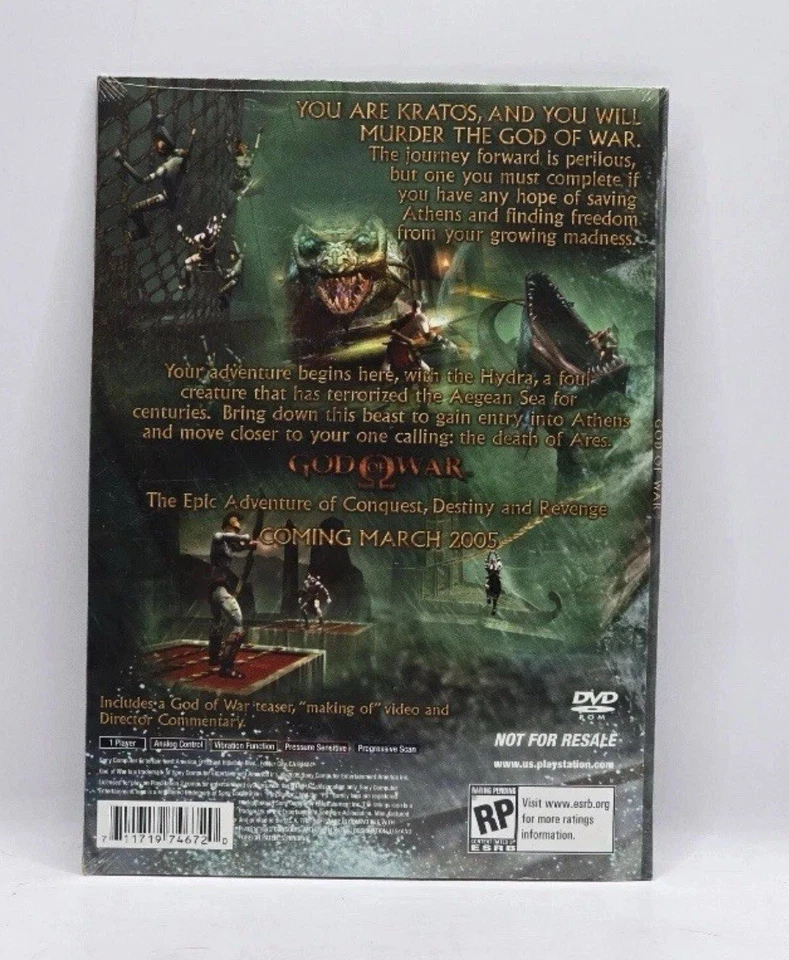 YOU ARE KRATOS, AND YOU WILL
MURDER THE GOD OF WAR.
The journey forward is perilous,
but one you must complete if
you have any hope of saving
Athens and finding freedom
from your growing madness.
Your adventure begins here, with the Hydra, a foul
creature that has terrorized the Aegean Sea for
centuries. Bring down this beast to gain entry into Athens
and move closer to your one calling: the death of Ares.
GOD OF WAR
GOD OF WAR
The Epic Adventure of Conquest, Destiny and Revenge
COMING MARCH 2005
Includes a God of War teaser, "making of" video and
Director Commentary.
DVD
ROM
1 Player
Analog Control
Vibration Function
Pressure Sensitive
Progressive Scan
NOT FOR RESALE
www.us.playstation.com
7 11719 74672 0
RATING PENDING
RP
CONTENT RATED BY
ESRB
Visit www.esrb.org
for more ratings
information.